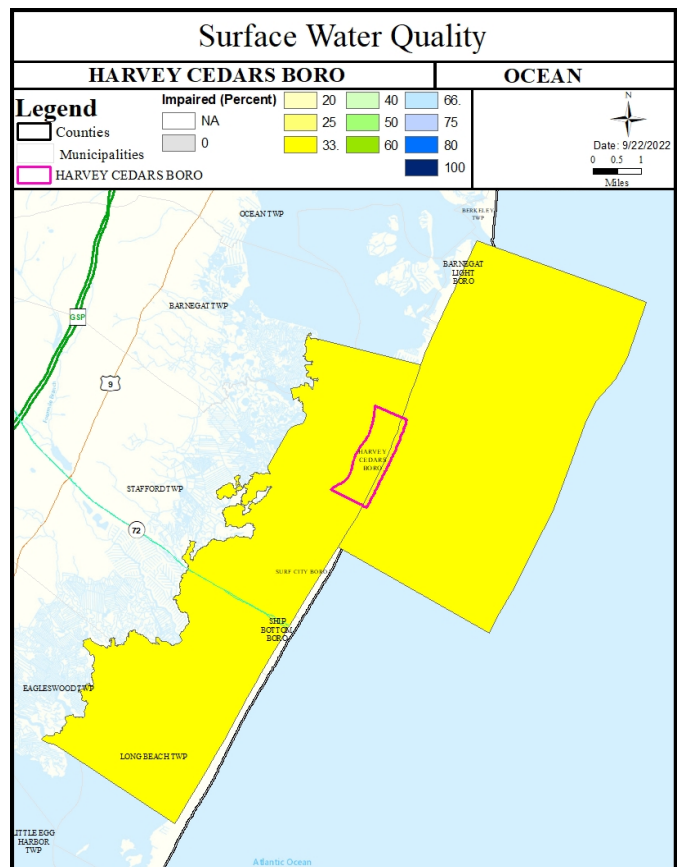 Surface Water Quality
HARVEY CEDARS BORO
OCEAN
Legend
Counties
Municipalities
HARVEY CEDARS BORO
Impaired (Percent)
NA
0
20
25
33.
40
50
60
66.
75
80
100
N
Date: 9/22/2022
0 0.5 1
Miles
OCEAN TWP
BERKELEY
TWP
BARNEGAT
LIGHT
BORO
BARNEGAT TWP
GSP
9
HARVEY
CEDARS
BORO
STAFFORD TWP
72
SURF CITY BORO
SHIP
BOTTOM
BORO
EAGLESWOOD TWP
LONG BEACH TWP
LITTLE EGG
HARBOR
TWP
Atlantic Ocean